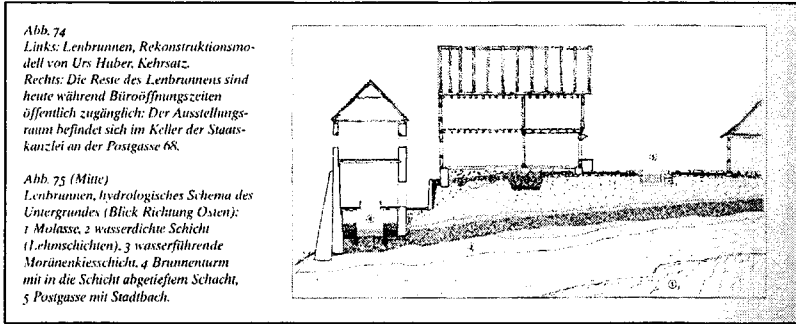 Abb. 74
Links: Lenbrunnen, Rekonstruktionsmo-
dell von Urs Huber, Kehrsatz.
Rechts: Die Reste des Lenbrunnens sind
heute während Büroöffnungszeiten
öffentlich zugänglich: Der Ausstellungs-
raum befindet sich im Keller der Staats-
kanzlei an der Postgasse 68.
Abb. 75 (Mitte)
Lenbrunnen, hydrologisches Schema des
Untergrundes (Blick Richtung Osten):
1 Molasse, 2 wasserdichte Schicht
(Lehmschichten), 3 wasserführende
Moränenkiesschicht, 4 Brunnenturm
mit in die Schicht abgetieftem Schacht,
5 Postgasse mit Stadtbach.